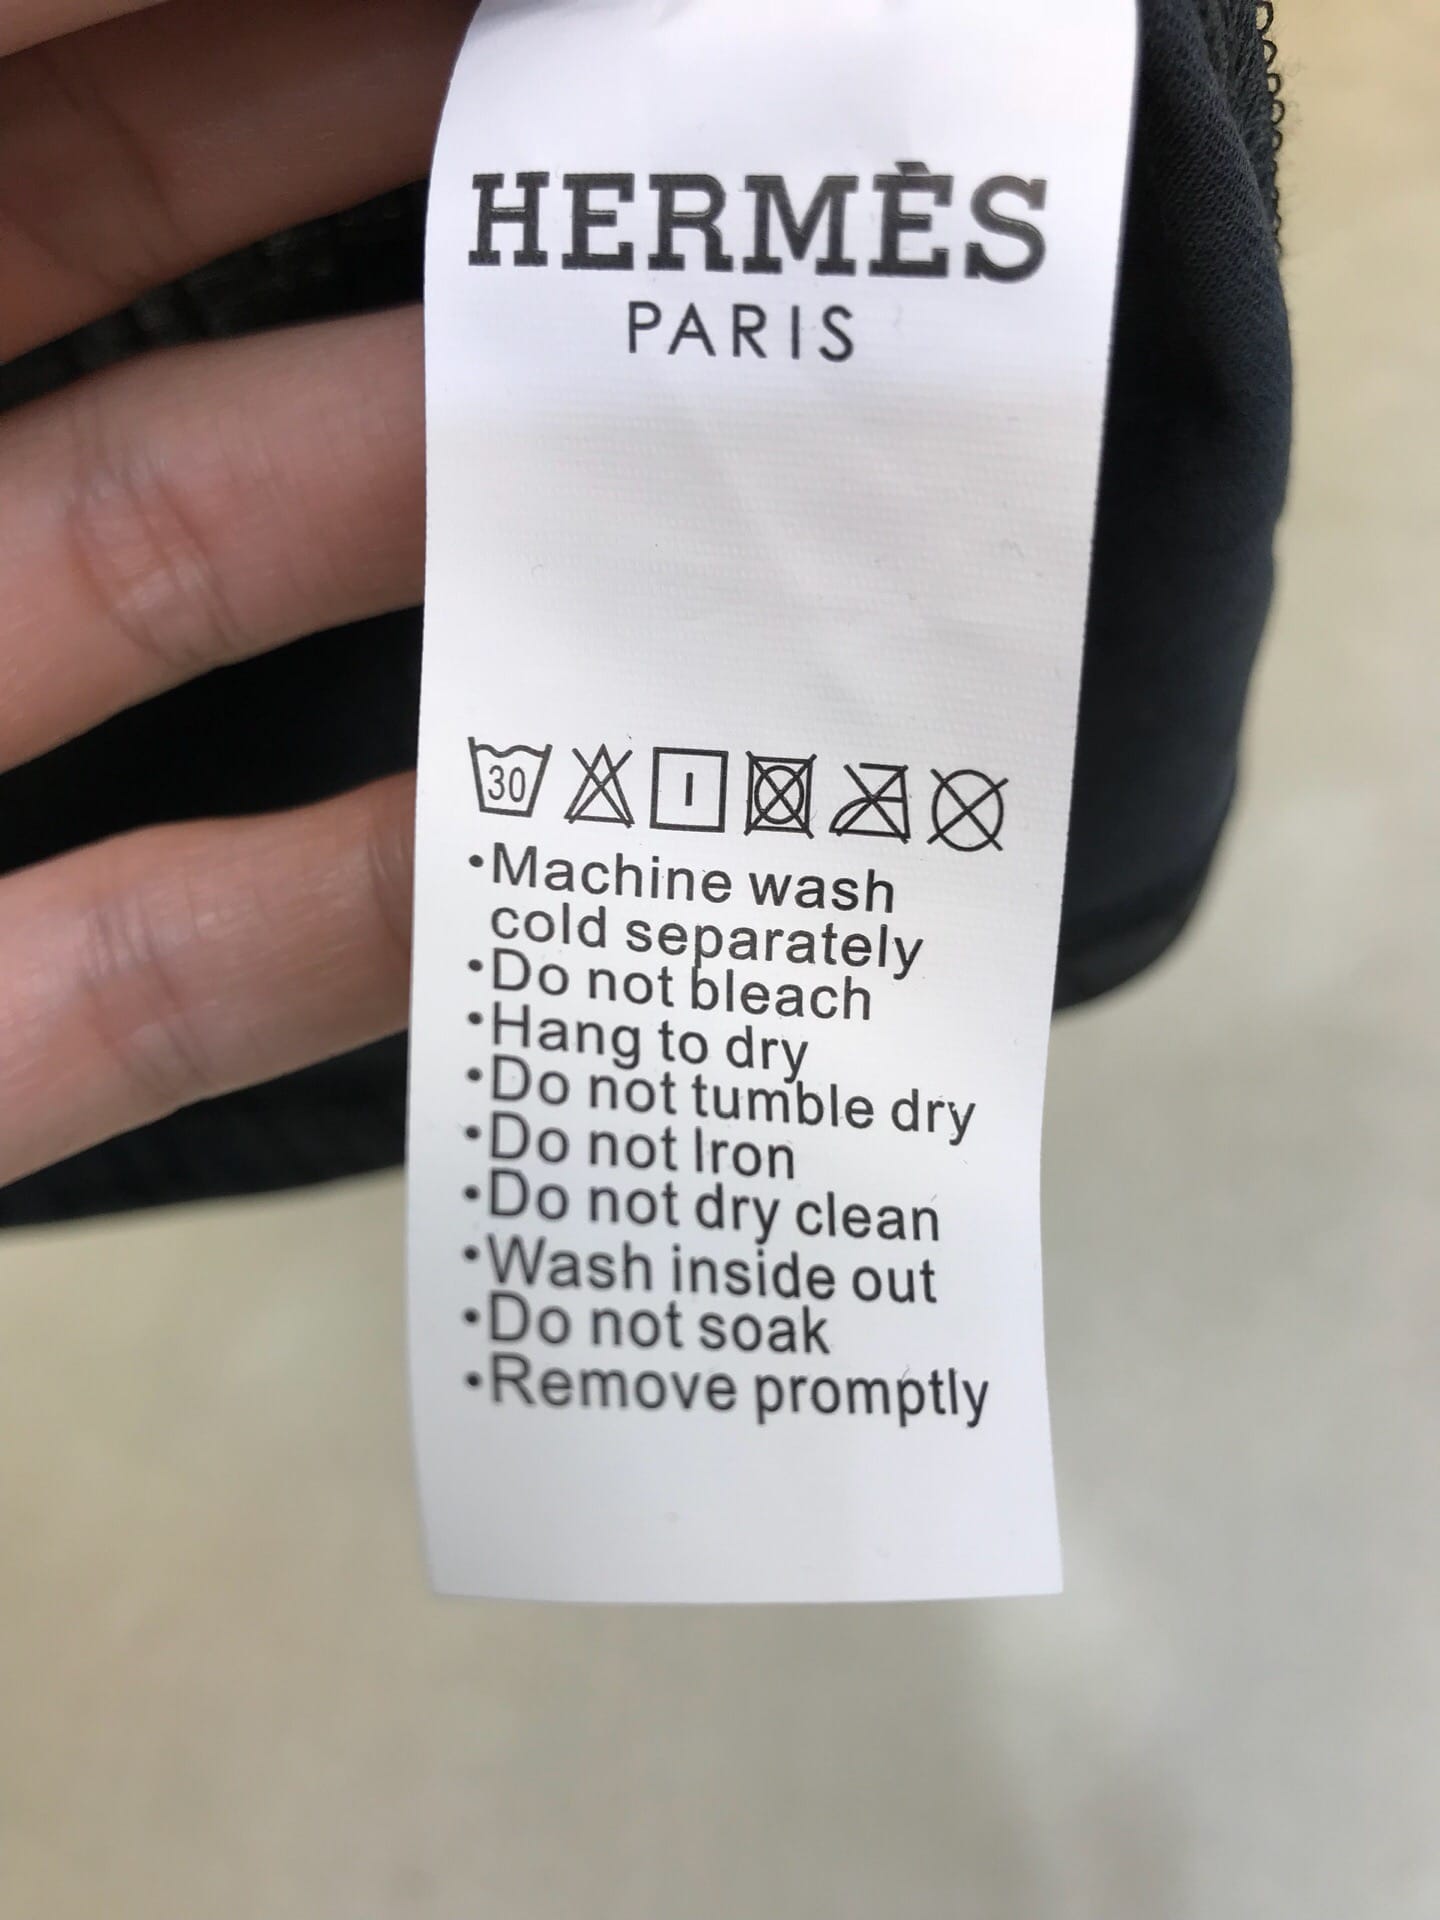 HERMÈS
PARIS
30
•Machine wash
cold separately
•Do not bleach
•Hang to dry
•Do not tumble dry
•Do not Iron
•Do not dry clean
•Wash inside out
•Do not soak
•Remove promptly